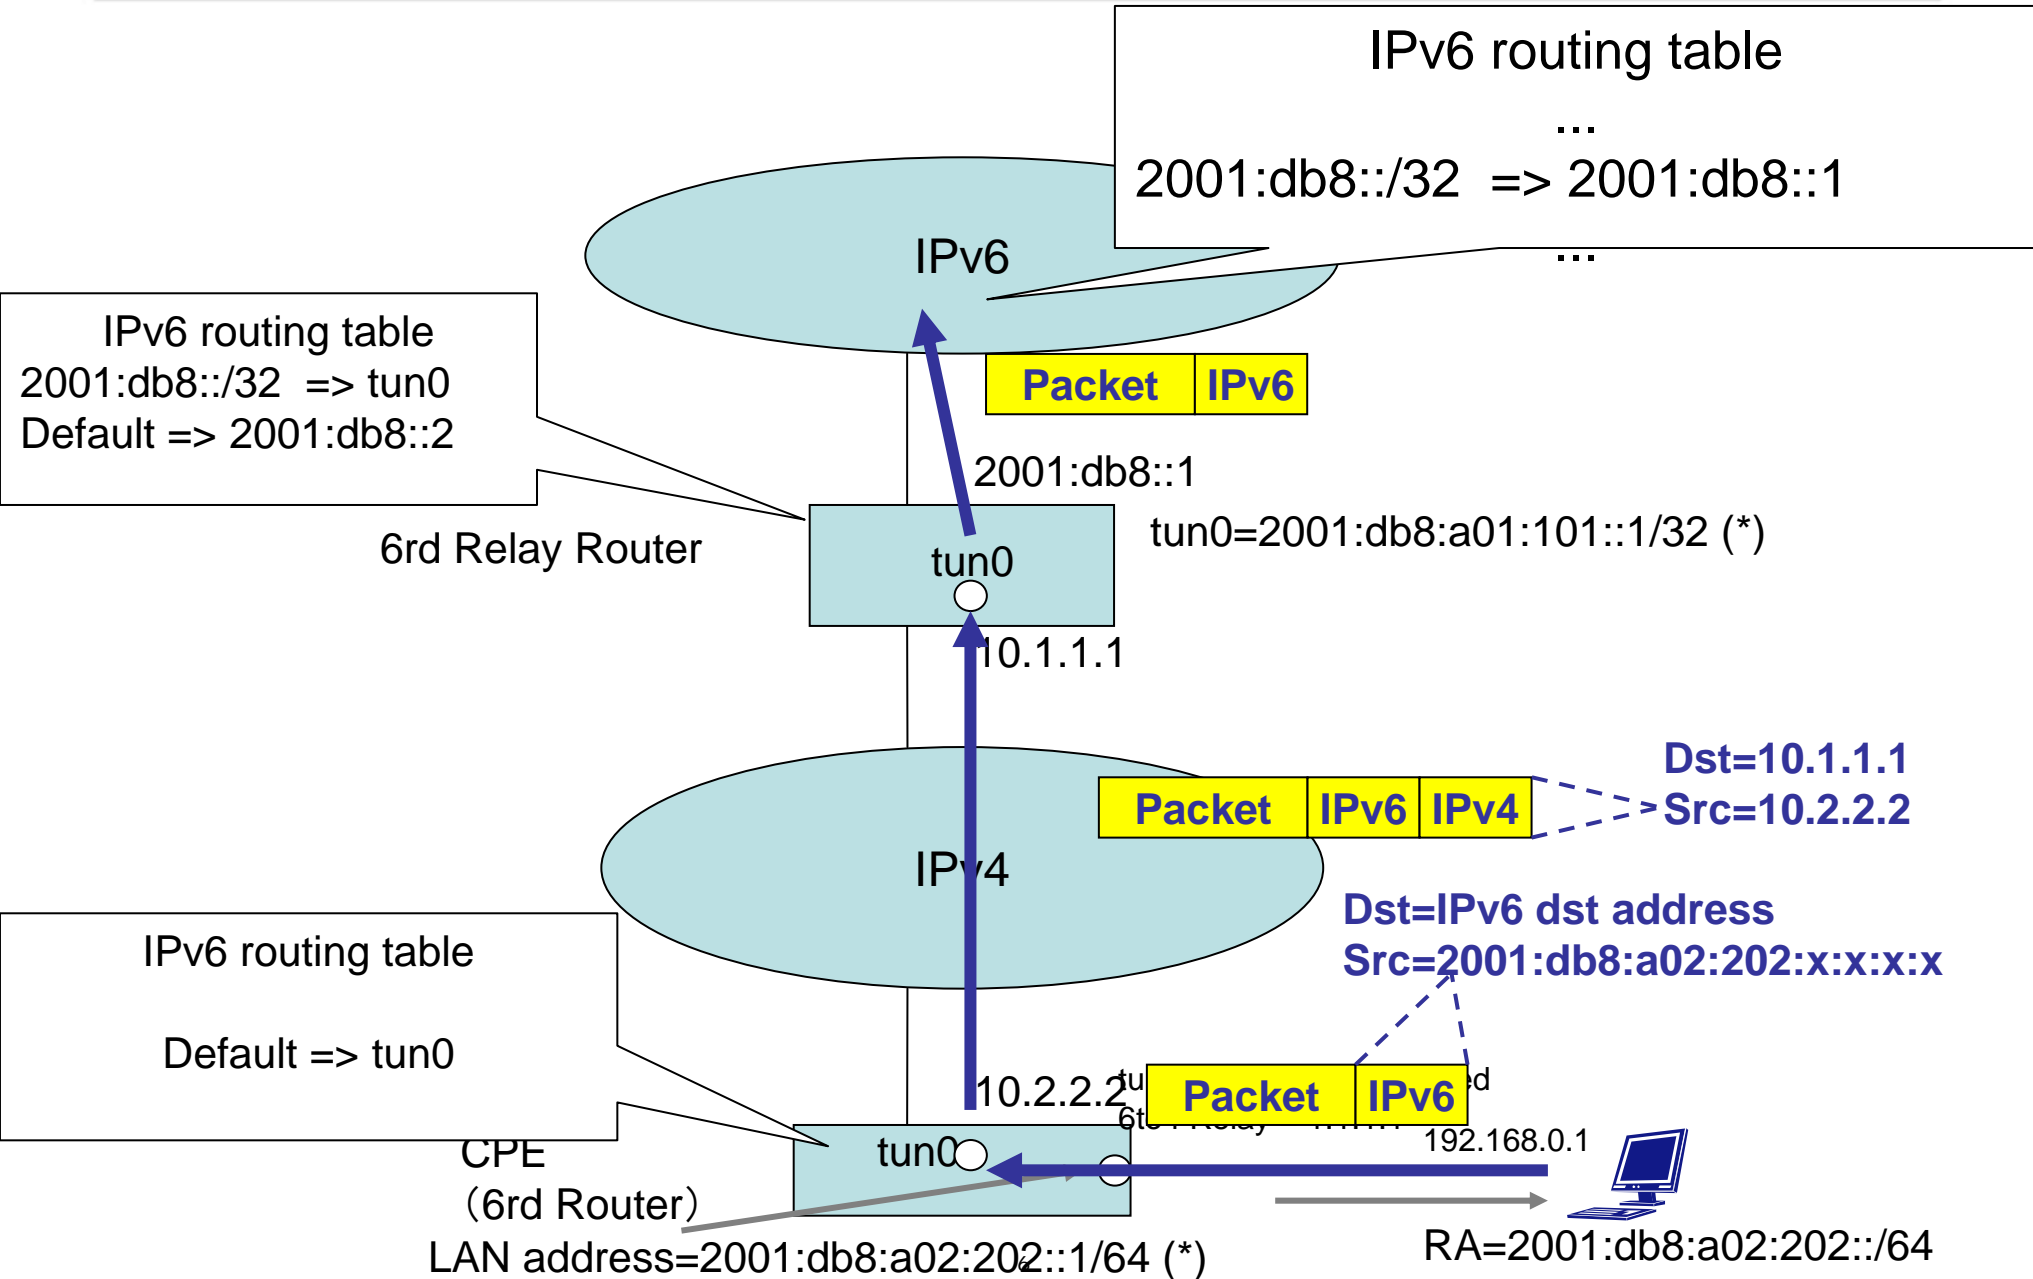 IPv6 routing table
...
2001:db8::/32 => 2001:db8::1
...
IPv6
IPv6 routing table
2001:db8::/32 => tun0
Default => 2001:db8::2
Packet IPv6
2001:db8::1
6rd Relay Router
tun0
tun0=2001:db8:a01:101::1/32 (*)
10.1.1.1
Dst=10.1.1.1
Src=10.2.2.2
Packet IPv6 IPv4
IPv4
Dst=IPv6 dst address
Src=2001:db8:a02:202:x:x:x:x
IPv6 routing table
Default => tun0
10.2.2.2
Packet IPv6
192.168.0.1
CPE
tun0
（6rd Router）
LAN address=2001:db8:a02:202::1/64 (*)
RA=2001:db8:a02:202::/64